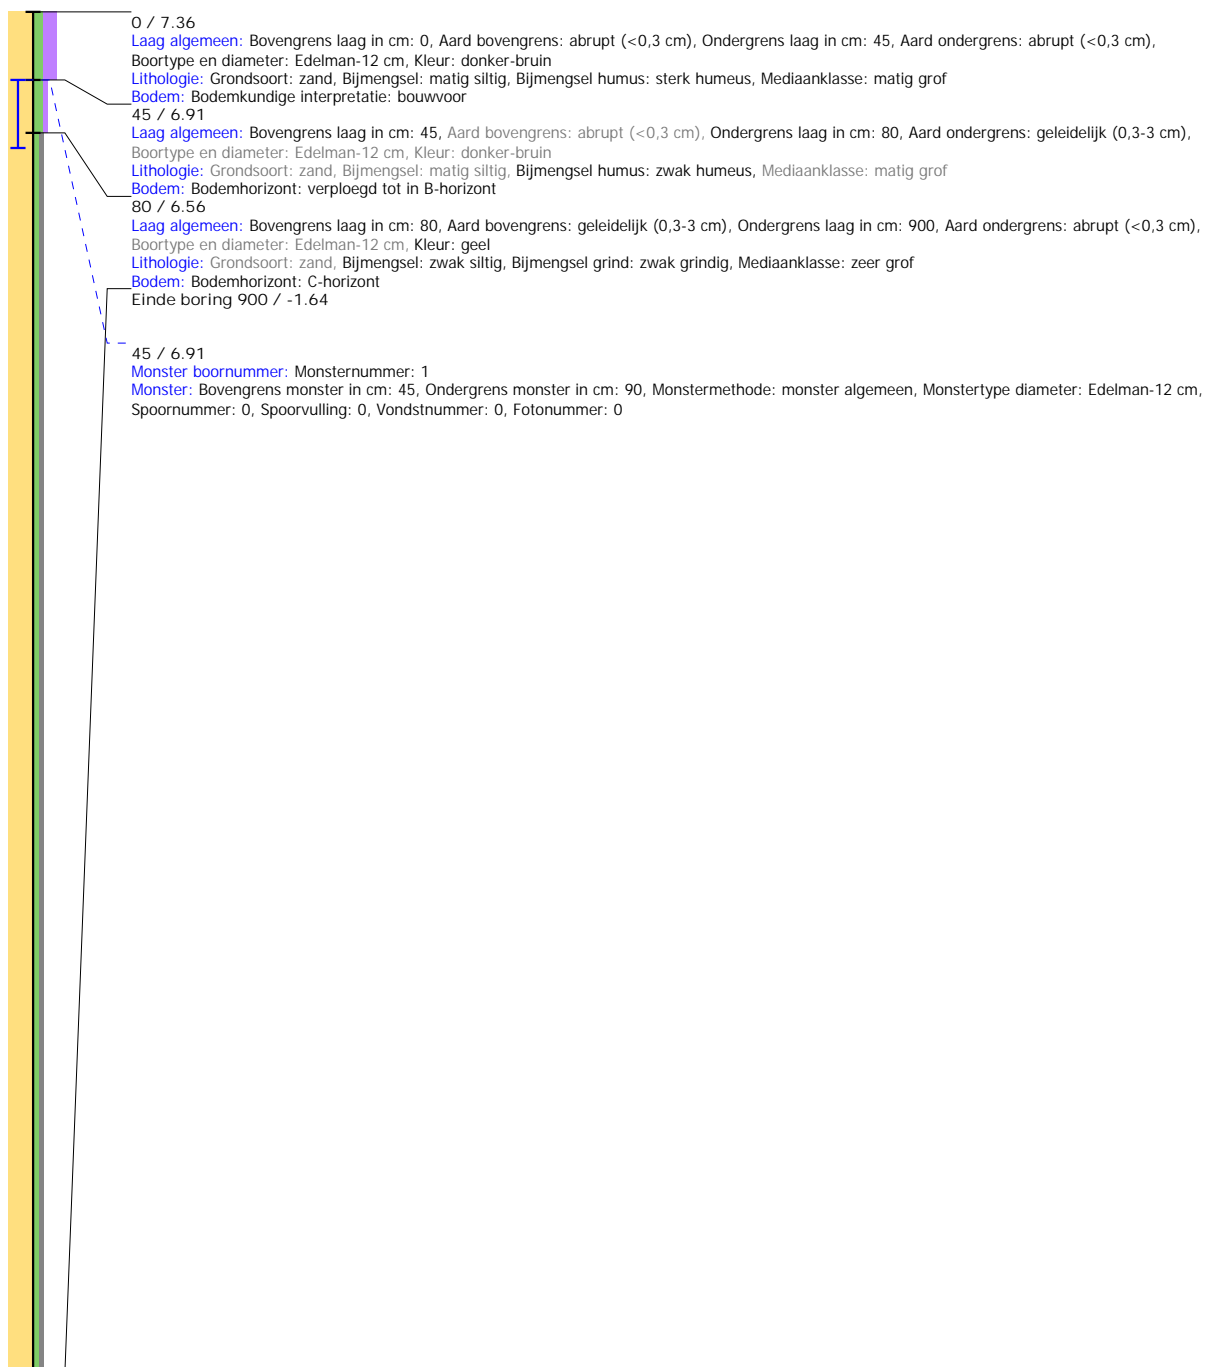 0 / 7.36
Laag algemeen: Bovengrens laag in cm: 0, Aard bovengrens: abrupt (<0,3 cm), Ondergrens laag in cm: 45, Aard ondergrens: abrupt (<0,3 cm),
Boortype en diameter: Edelman-12 cm, Kleur: donker-bruin
Lithologie: Grondsoort: zand, Bijmengsel: matig siltig, Bijmengsel humus: sterk humeus, Mediaanklasse: matig grof
Bodem: Bodemkundige interpretatie: bouwvoor
45 / 6.91
Laag algemeen: Bovengrens laag in cm: 45, Aard bovengrens: abrupt (<0,3 cm), Ondergrens laag in cm: 80, Aard ondergrens: geleidelijk (0,3-3 cm),
Boortype en diameter: Edelman-12 cm, Kleur: donker-bruin
Lithologie: Grondsoort: zand, Bijmengsel: matig siltig, Bijmengsel humus: zwak humeus, Mediaanklasse: matig grof
Bodem: Bodemhorizont: verploegd tot in B-horizont
80 / 6.56
Laag algemeen: Bovengrens laag in cm: 80, Aard bovengrens: geleidelijk (0,3-3 cm), Ondergrens laag in cm: 900, Aard ondergrens: abrupt (<0,3 cm),
Boortype en diameter: Edelman-12 cm, Kleur: geel
Lithologie: Grondsoort: zand, Bijmengsel: zwak siltig, Bijmengsel grind: zwak grindig, Mediaanklasse: zeer grof
Bodem: Bodemhorizont: C-horizont
Einde boring 900 / -1.64
45 / 6.91
Monster boornummer: Monsternummer: 1
Monster: Bovengrens monster in cm: 45, Ondergrens monster in cm: 90, Monstermethode: monster algemeen, Monstertype diameter: Edelman-12 cm,
Spoornummer: 0, Spoorvulling: 0, Vondstnummer: 0, Fotonummer: 0